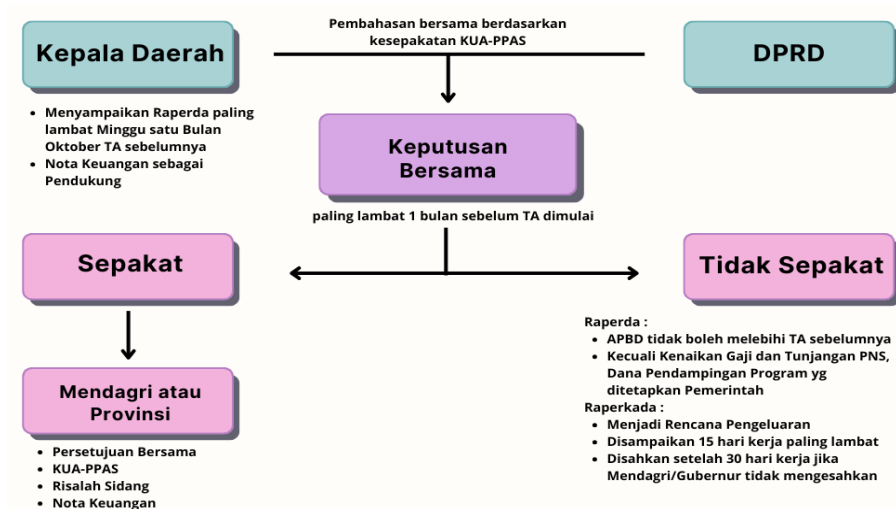 Kepala Daerah
Pembahasan bersama berdasarkan
kesepakatan KUA-PPAS
DPRD
• Menyampaikan Raperda paling
lambat Minggu satu Bulan
Oktober TA sebelumnya
• Nota Keuangan sebagai
Pendukung
Keputusan
Bersama
paling lambat 1 bulan sebelum TA dimulai
Sepakat
Tidak Sepakat
Mendagri atau
Provinsi
• Persetujuan Bersama
• KUA-PPAS
• Risalah Sidang
• Nota Keuangan
Raperda :
• APBD tidak boleh melebihi TA sebelumnya
• Kecuali Kenaikan Gaji dan Tunjangan PNS,
Dana Pendampingan Program yg
ditetapkan Pemerintah
Raperkada :
• Menjadi Rencana Pengeluaran
• Disampaikan 15 hari kerja paling lambat
• Disahkan setelah 30 hari kerja jika
Mendagri/Gubernur tidak mengesahkan